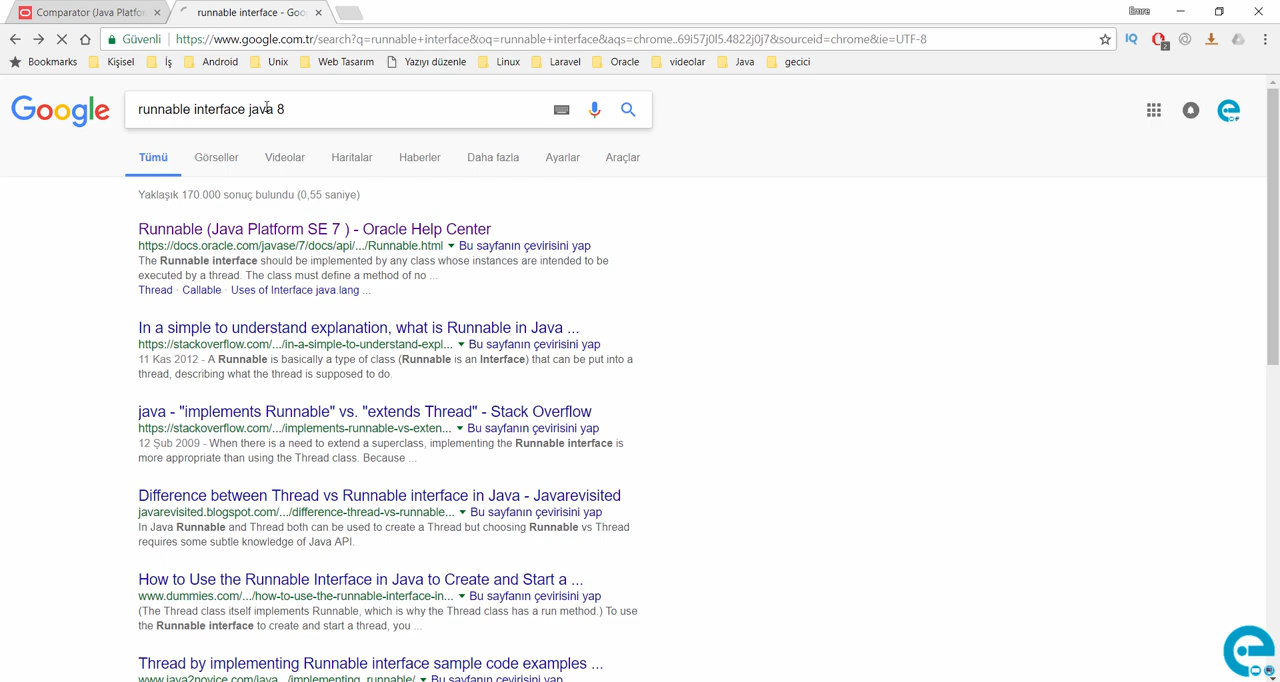 Comparator (Java Platfor
runnable interface - Goo
Emre
Güvenli
https://www.google.com.tr/search?q=runnable+interface&oq=runnable+interface&aqs=chrome..69i57j0l5.4822j0j7&sourceid=chrome&ie=UTF-8
Bookmarks Kişisel İş Android Unix Web Tasarım Yazıyı düzenle Linux Laravel Oracle videolar Java gecici
Google
runnable interface java 8
Tümü Görseller Videolar Haritalar Haberler Daha fazla Ayarlar Araçlar
Yaklaşık 170.000 sonuç bulundu (0,55 saniye)
Runnable (Java Platform SE 7 ) - Oracle Help Center
https://docs.oracle.com/javase/7/docs/api/.../Runnable.html Bu sayfanın çevirisini yap
The Runnable interface should be implemented by any class whose instances are intended to be
executed by a thread. The class must define a method of no ...
Thread · Callable · Uses of Interface java.lang ...
In a simple to understand explanation, what is Runnable in Java ...
https://stackoverflow.com/.../in-a-simple-to-understand-expl... Bu sayfanın çevirisini yap
11 Kas 2012 - A Runnable is basically a type of class (Runnable is an Interface) that can be put into a
thread, describing what the thread is supposed to do.
java - "implements Runnable" vs. "extends Thread" - Stack Overflow
https://stackoverflow.com/.../implements-runnable-vs-exten... Bu sayfanın çevirisini yap
12 Şub 2009 - When there is a need to extend a superclass, implementing the Runnable interface is
more appropriate than using the Thread class. Because ...
Difference between Thread vs Runnable interface in Java - Javarevisited
javarevisited.blogspot.com/.../difference-thread-vs-runnable... Bu sayfanın çevirisini yap
In Java Runnable and Thread both can be used to create a Thread but choosing Runnable vs Thread
requires some subtle knowledge of Java API.
How to Use the Runnable Interface in Java to Create and Start a ...
www.dummies.com/.../how-to-use-the-runnable-interface-in... Bu sayfanın çevirisini yap
(The Thread class itself implements Runnable, which is why the Thread class has a run method.) To use
the Runnable interface to create and start a thread, you ...
Thread by implementing Runnable interface sample code examples ...
www.java2novice.com/java.../implementing_runnable/ Bu sayfanın çevirisini yap